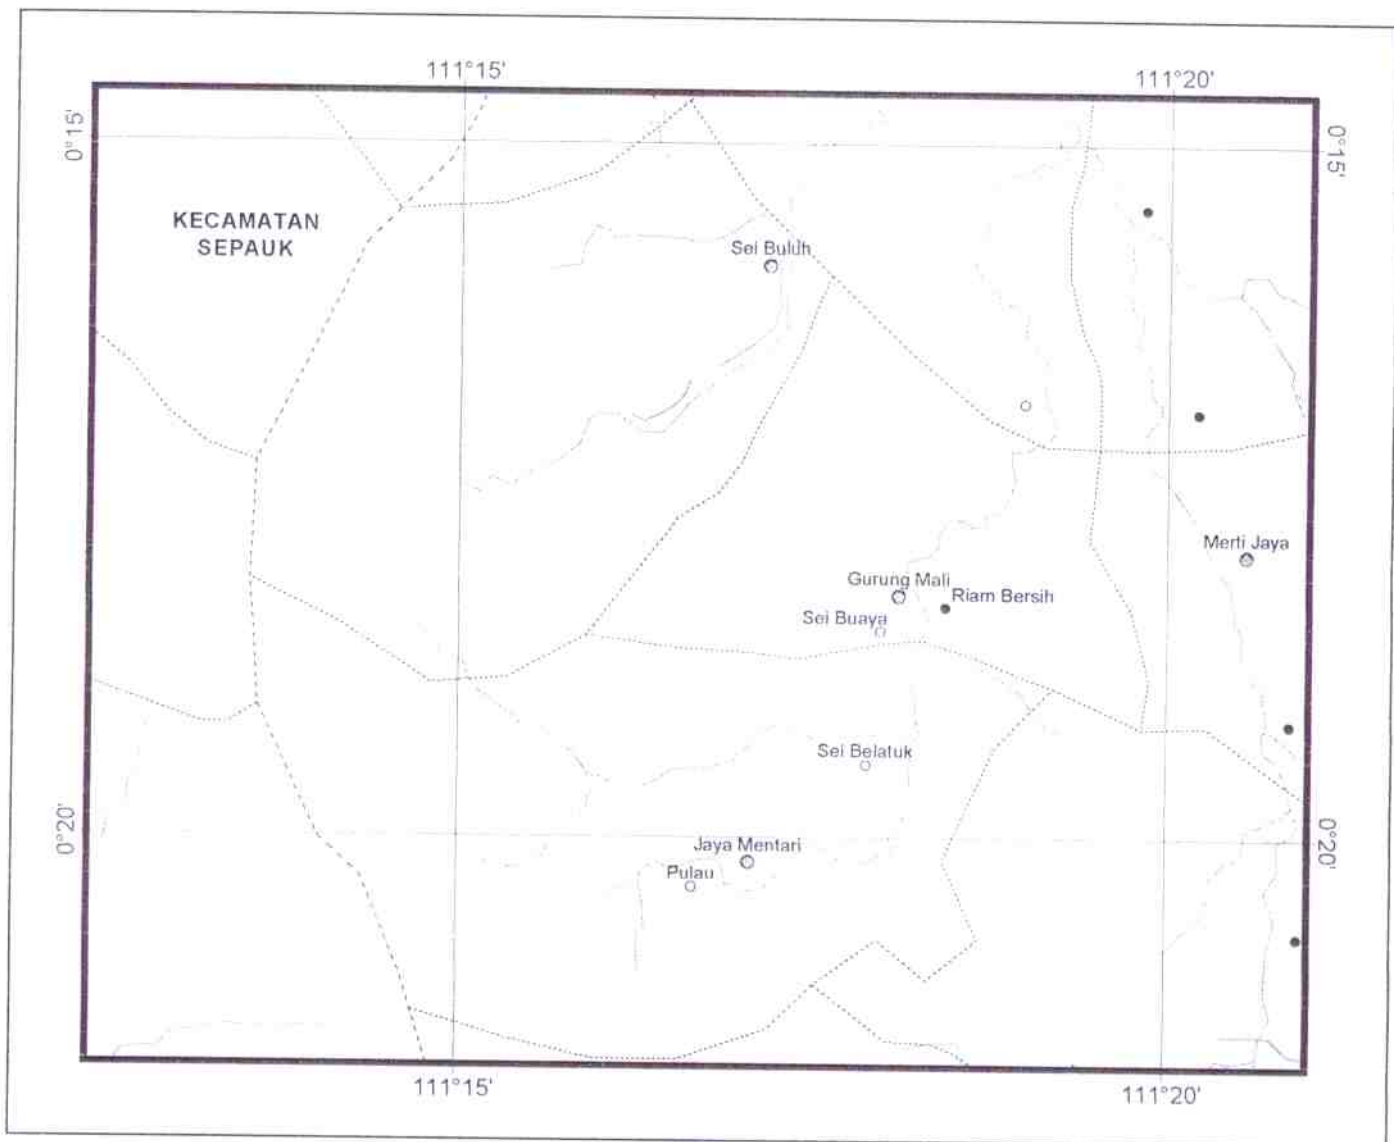 111°15'
111°20'
0°15'
0°15'
KECAMATAN
SEPAUK
Sei Buluh
Merti Jaya
Gurung Mali
Riam Bersih
Sei Buaya
Sei Belatuk
0°20'
0°20'
Jaya Mentari
Pulau
111°15'
111°20'